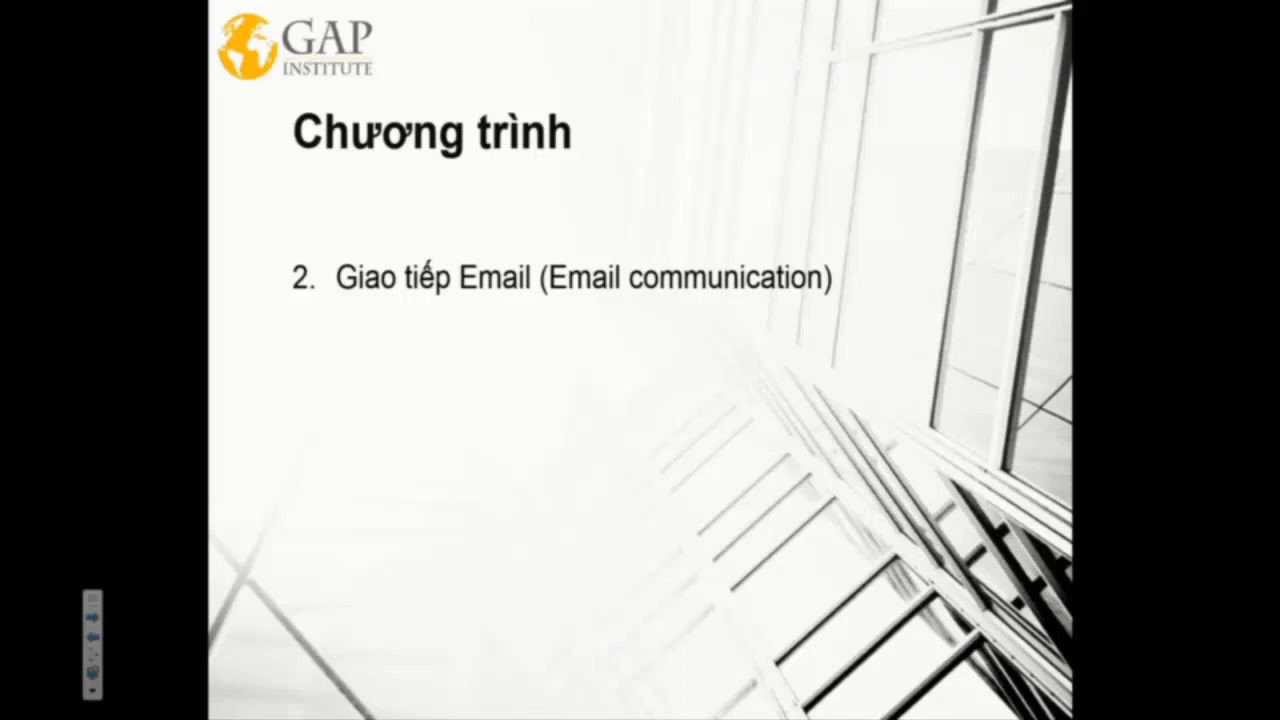 GAP
INSTITUTE
Chương trình
2. Giao tiếp Email (Email communication)